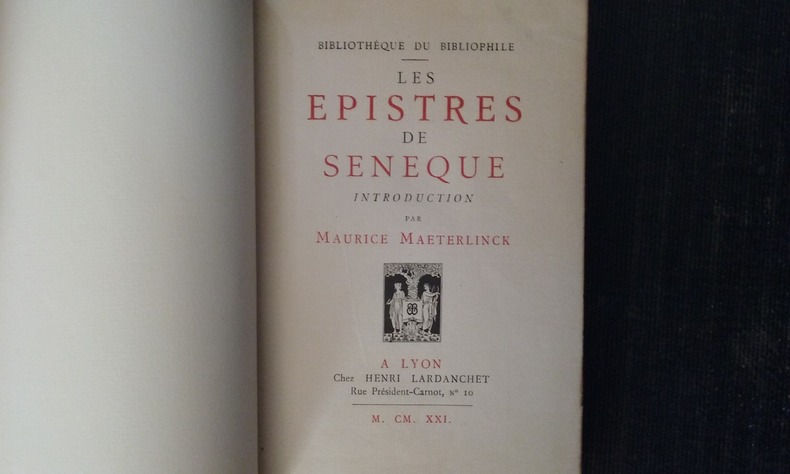 BIBLIOTHÈQUE DU BIBLIOPHILE
LES
EPISTRES
DE
SENEQUE
INTRODUCTION
PAR
MAURICE MAETERLINCK
BB
A LYON
Chez HENRI LARDANCHET
Rue Président-Carnot, N° 10
M. CM. XXI.